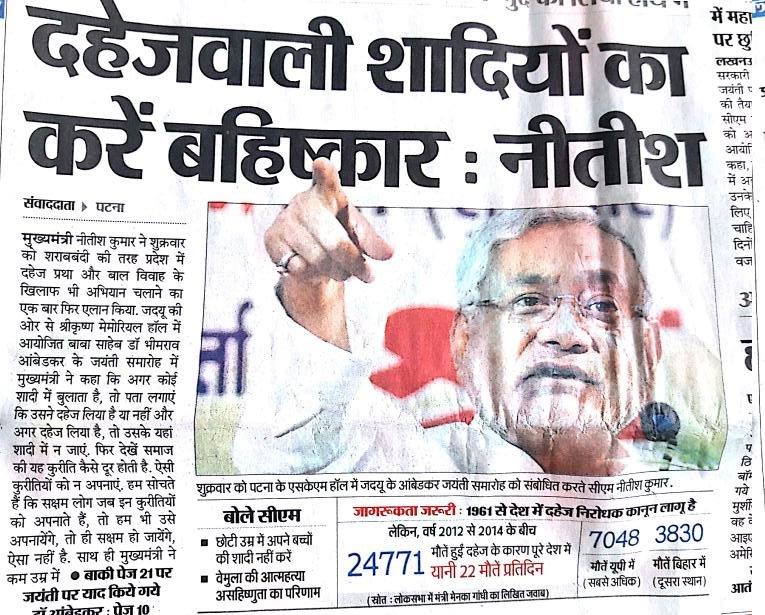 दहेजवाली शादियों का
करें बहिष्कार : नीतीश
संवाददाता ▸ पटना
मुख्यमंत्री नीतीश कुमार ने शुक्रवार
को शराबबंदी की तरह प्रदेश में
दहेज प्रथा और बाल विवाह के
खिलाफ भी अभियान चलाने का
एक बार फिर एलान किया. जदयू की
ओर से श्रीकृष्ण मेमोरियल हॉल में
आयोजित बाबा साहेब डॉ भीमराव
आंबेडकर के जयंती समारोह में
मुख्यमंत्री ने कहा कि अगर कोई
शादी में बुलाता है, तो पता लगाएं
कि उसने दहेज लिया है या नहीं और
अगर दहेज लिया है, तो उसके यहां
शादी में न जाएं. फिर देखें समाज
की यह कुरीति कैसे दूर होती है. ऐसी
कुरीतियों को न अपनाएं. हम सोचते
हैं कि सक्षम लोग जब इन कुरीतियों
को अपनाते हैं, तो हम भी उसे
अपनायेंगे, तो ही सक्षम हो जायेंगे,
ऐसा नहीं है. साथ ही मुख्यमंत्री ने
कम उम्र में ● बाकी पेज 21 पर
जयंती पर याद किये गये
डॉ आंबेडकर : पेज 10
शुक्रवार को पटना के एसकेएम हॉल में जदयू के आंबेडकर जयंती समारोह को संबोधित करते सीएम नीतीश कुमार.
बोले सीएम
■ छोटी उम्र में अपने बच्चों
की शादी नहीं करें
■ वेमुला की आत्महत्या
असहिष्णुता का परिणाम
जागरूकता जरूरी : 1961 से देश में दहेज निरोधक कानून लागू है
लेकिन, वर्ष 2012 से 2014 के बीच
24771 मौतें हुईं दहेज के कारण पूरे देश में
यानी 22 मौतें प्रतिदिन
(स्रोत : लोकसभा में मंत्री मेनका गांधी का लिखित जवाब)
7048
मौतें यूपी में
(सबसे अधिक)
3830
मौतें बिहार में
(दूसरा स्थान)
में महा
पर छु
लखनउ
सरकारी
जयंती प
की तैय
सीएम
को अ
आयोि
कहा,
में अ
उनके
लिए
चाहि
दिने
वज